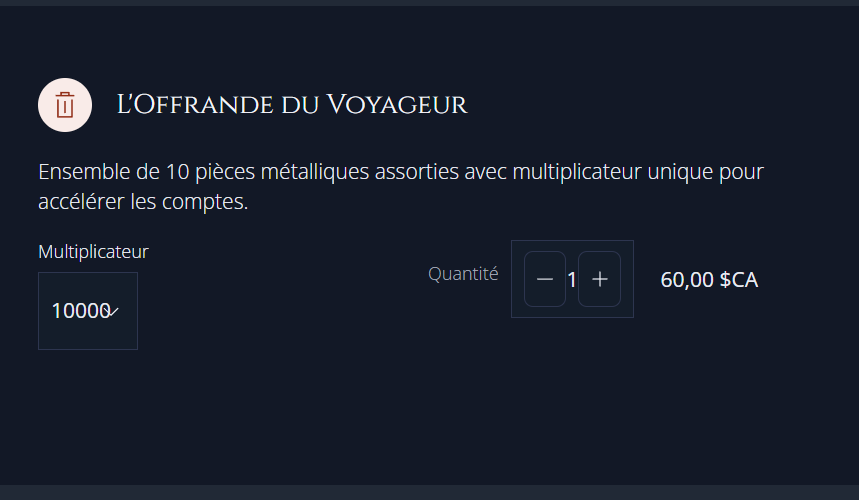 L'Offrande du Voyageur
Ensemble de 10 pièces métalliques assorties avec multiplicateur unique pour
accélérer les comptes.
Multiplicateur
10000
Quantité
1
60,00 $CA